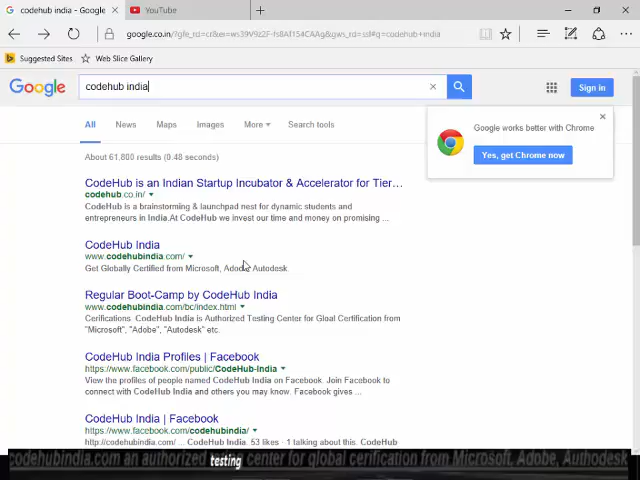 codehub india - Google
YouTube
google.co.in/?gfe_rd=cr&ei=ws39V9z2F-fs8AI154CAAg&gws_rd=ssl#q=codehub+india
Suggested Sites
Web Slice Gallery
Google
codehub india
Sign in
All
News
Maps
Images
More
Search tools
Google works better with Chrome
Yes, get Chrome now
About 61,800 results (0.48 seconds)
CodeHub is an Indian Startup Incubator & Accelerator for Tier...
codehub.co.in/
CodeHub is a brainstorming & launchpad nest for dynamic students and
entrepreneurs in India.At CodeHub we invest our time and money on promising ...
CodeHub India
www.codehubindia.com/
Get Globally Certified from Microsoft, Adobe, Autodesk.
Regular Boot-Camp by CodeHub India
www.codehubindia.com/bc/index.html
Cerifications. CodeHub India is Authorized Testing Center for Gloal Certification from
"Microsoft", "Adobe", "Autodesk" etc.
CodeHub India Profiles | Facebook
https://www.facebook.com/public/CodeHub-India
View the profiles of people named CodeHub India on Facebook. Join Facebook to
connect with CodeHub India and others you may know. Facebook gives ...
CodeHub India | Facebook
https://www.facebook.com/codehubindia/
http://codehubindia.com/ ... CodeHub India. 53 likes · 1 talking about this. CodeHub
codehubindia.com an authorized testing center for global cerification from Microsoft, Adobe, Authodesk